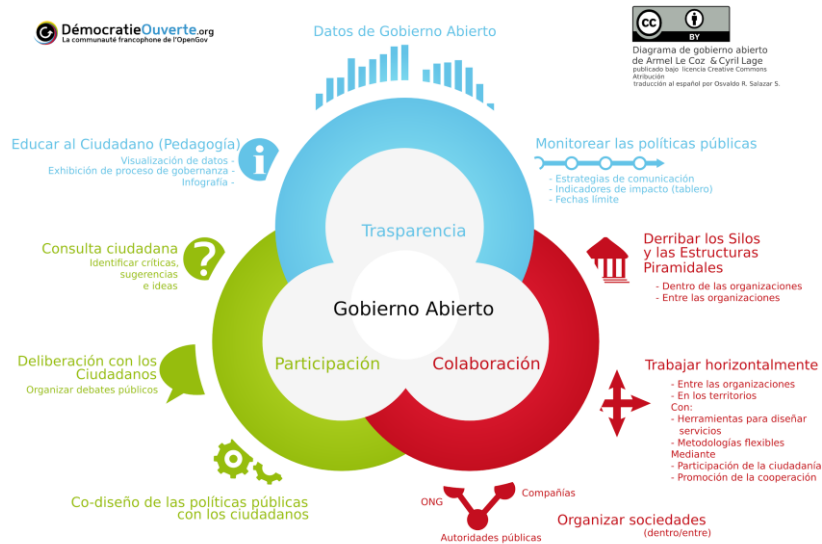 DémocratieOuverte.org
La communauté francophone de l'OpenGov
Datos de Gobierno Abierto
cc
BY
Diagrama de gobierno abierto
de Armel Le Coz & Cyril Lage
publicado bajo licencia Creative Commons
Atribución
traducción al español por Osvaldo R. Salazar S.
Educar al Ciudadano (Pedagogía)
Visualización de datos -
Exhibición de proceso de gobernanza -
Infografía -
i
Monitorear las políticas públicas
- Estrategias de comunicación
- Indicadores de impacto (tablero)
- Fechas límite
Trasparencia
Consulta ciudadana
Identificar críticas,
sugerencias
e ideas
?
Derribar los Silos
y las Estructuras
Piramidales
- Dentro de las organizaciones
- Entre las organizaciones
Gobierno Abierto
Participación
Colaboración
Deliberación con los
Ciudadanos
Organizar debates públicos
Trabajar horizontalmente
- Entre las organizaciones
- En los territorios
Con:
- Herramientas para diseñar
servicios
- Metodologías flexibles
Mediante
- Participación de la ciudadanía
- Promoción de la cooperación
Co-diseño de las políticas públicas
con los ciudadanos
ONG
Compañías
Autoridades públicas
Organizar sociedades
(dentro/entre)